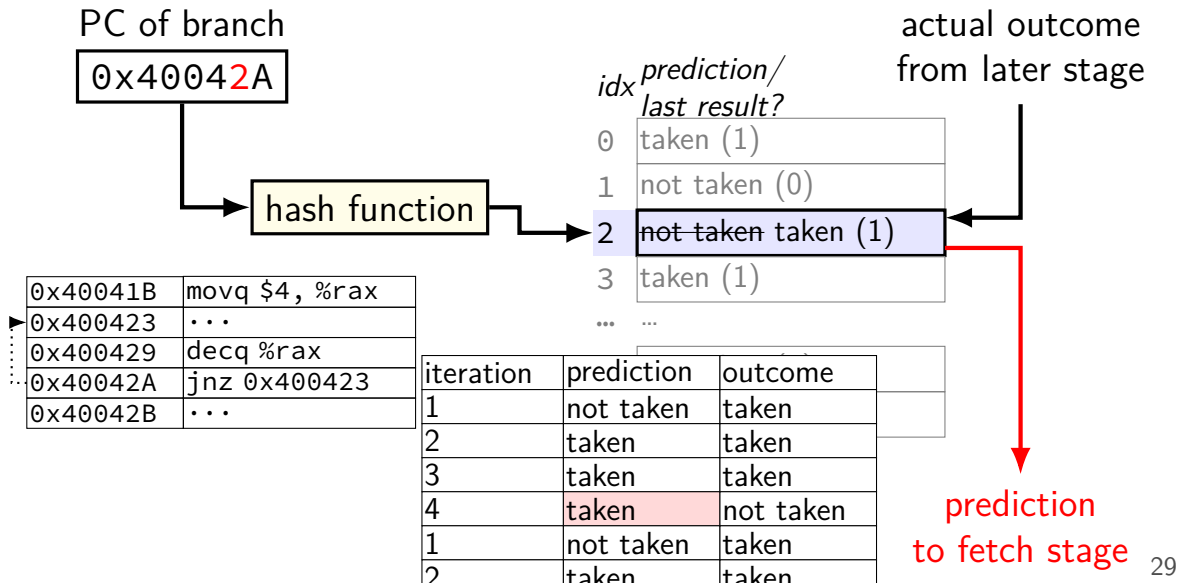 PC of branch
0x40042A
hash function
idx
prediction/
last result?
0 taken (1)
1 not taken (0)
2 not taken taken (1)
3 taken (1)
... ...
actual outcome
from later stage
0x40041B movq $4, %rax
0x400423 ···
0x400429 decq %rax
0x40042A jnz 0x400423
0x40042B ···
iteration prediction outcome
1 not taken taken
2 taken taken
3 taken taken
4 taken not taken
1 not taken taken
2 taken taken
prediction
to fetch stage
29